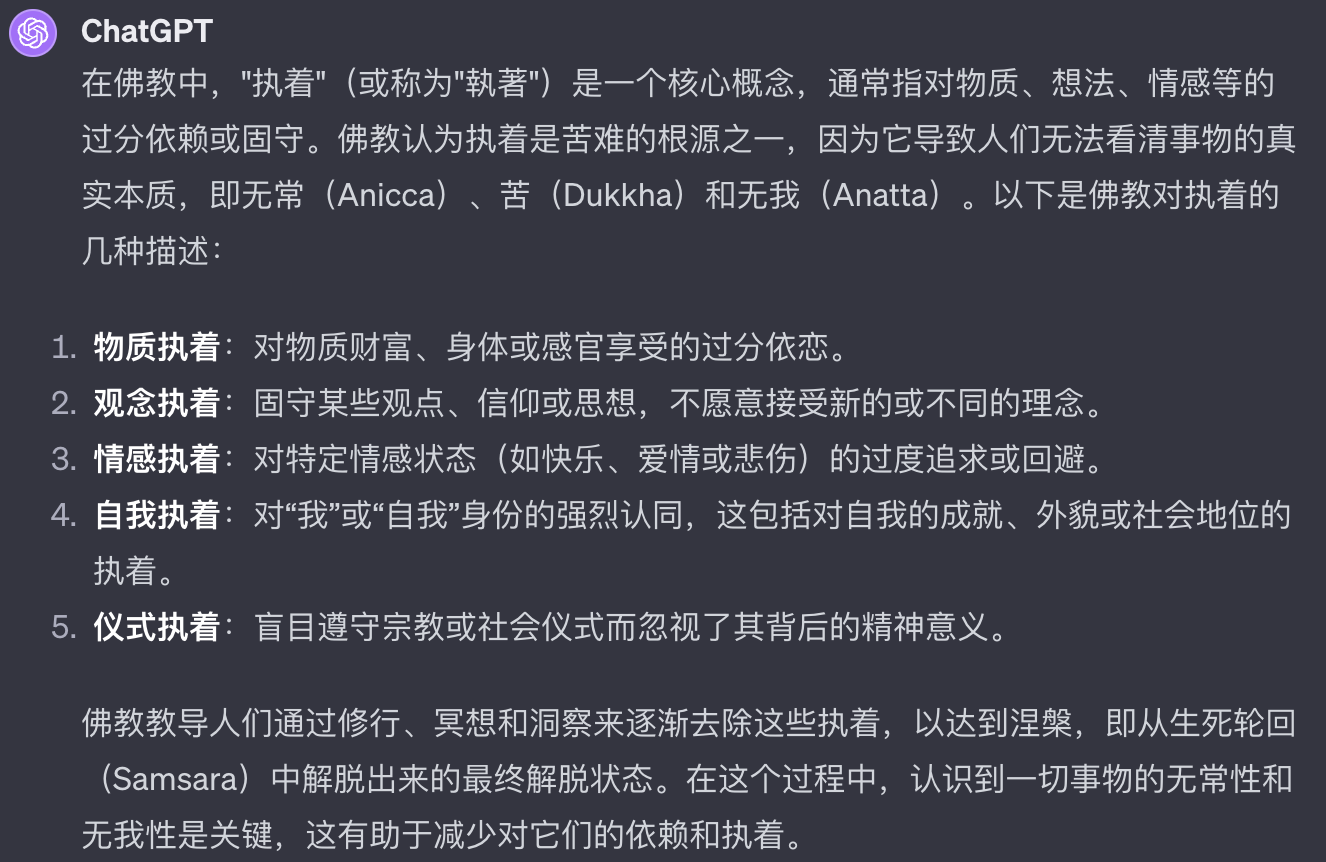 ChatGPT
在佛教中，"执着"（或称为"執著"）是一个核心概念，通常指对物质、想法、情感等的
过分依赖或固守。佛教认为执着是苦难的根源之一，因为它导致人们无法看清事物的真
实本质，即无常（Anicca）、苦（Dukkha）和无我（Anatta）。以下是佛教对执着的
几种描述：
1. 物质执着：对物质财富、身体或感官享受的过分依恋。
2. 观念执着：固守某些观点、信仰或思想，不愿意接受新的或不同的理念。
3. 情感执着：对特定情感状态（如快乐、爱情或悲伤）的过度追求或回避。
4. 自我执着：对“我”或“自我”身份的强烈认同，这包括对自我的成就、外貌或社会地位的
执着。
5. 仪式执着：盲目遵守宗教或社会仪式而忽视了其背后的精神意义。
佛教教导人们通过修行、冥想和洞察来逐渐去除这些执着，以达到涅槃，即从生死轮回
（Samsara）中解脱出来的最终解脱状态。在这个过程中，认识到一切事物的无常性和
无我性是关键，这有助于减少对它们的依赖和执着。